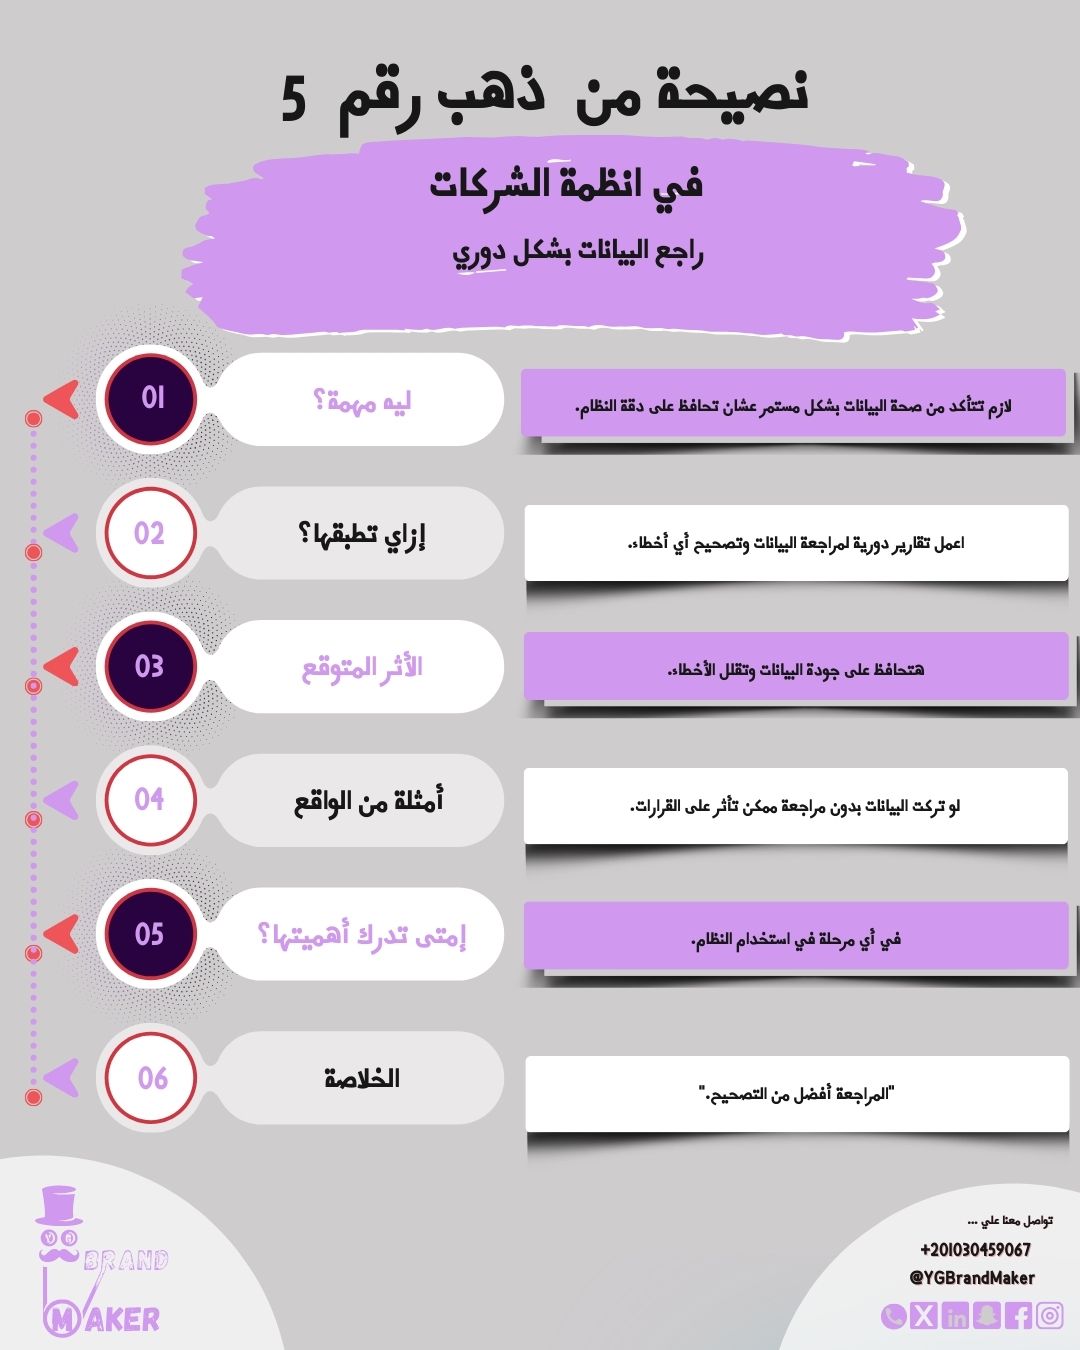 نصيحة من ذهب رقم 5
في انظمة الشركات
راجع البيانات بشكل دوري
01
ليه مهمة؟
لازم تتأكد من صحة البيانات بشكل مستمر عشان تحافظ على دقة النظام.
02
إزاي تطبقها؟
اعمل تقارير دورية لمراجعة البيانات وتصحيح أي أخطاء.
03
الأثر المتوقع
هتحافظ على جودة البيانات وتقلل الأخطاء.
04
أمثلة من الواقع
لو تركت البيانات بدون مراجعة ممكن تأثر على القرارات.
05
إمتى تدرك أهميتها؟
في أي مرحلة في استخدام النظام.
06
الخلاصة
"المراجعة أفضل من التصحيح."
تواصل معنا علي ...
+201030459067
@YGBrandMaker
BRAND
MAKER